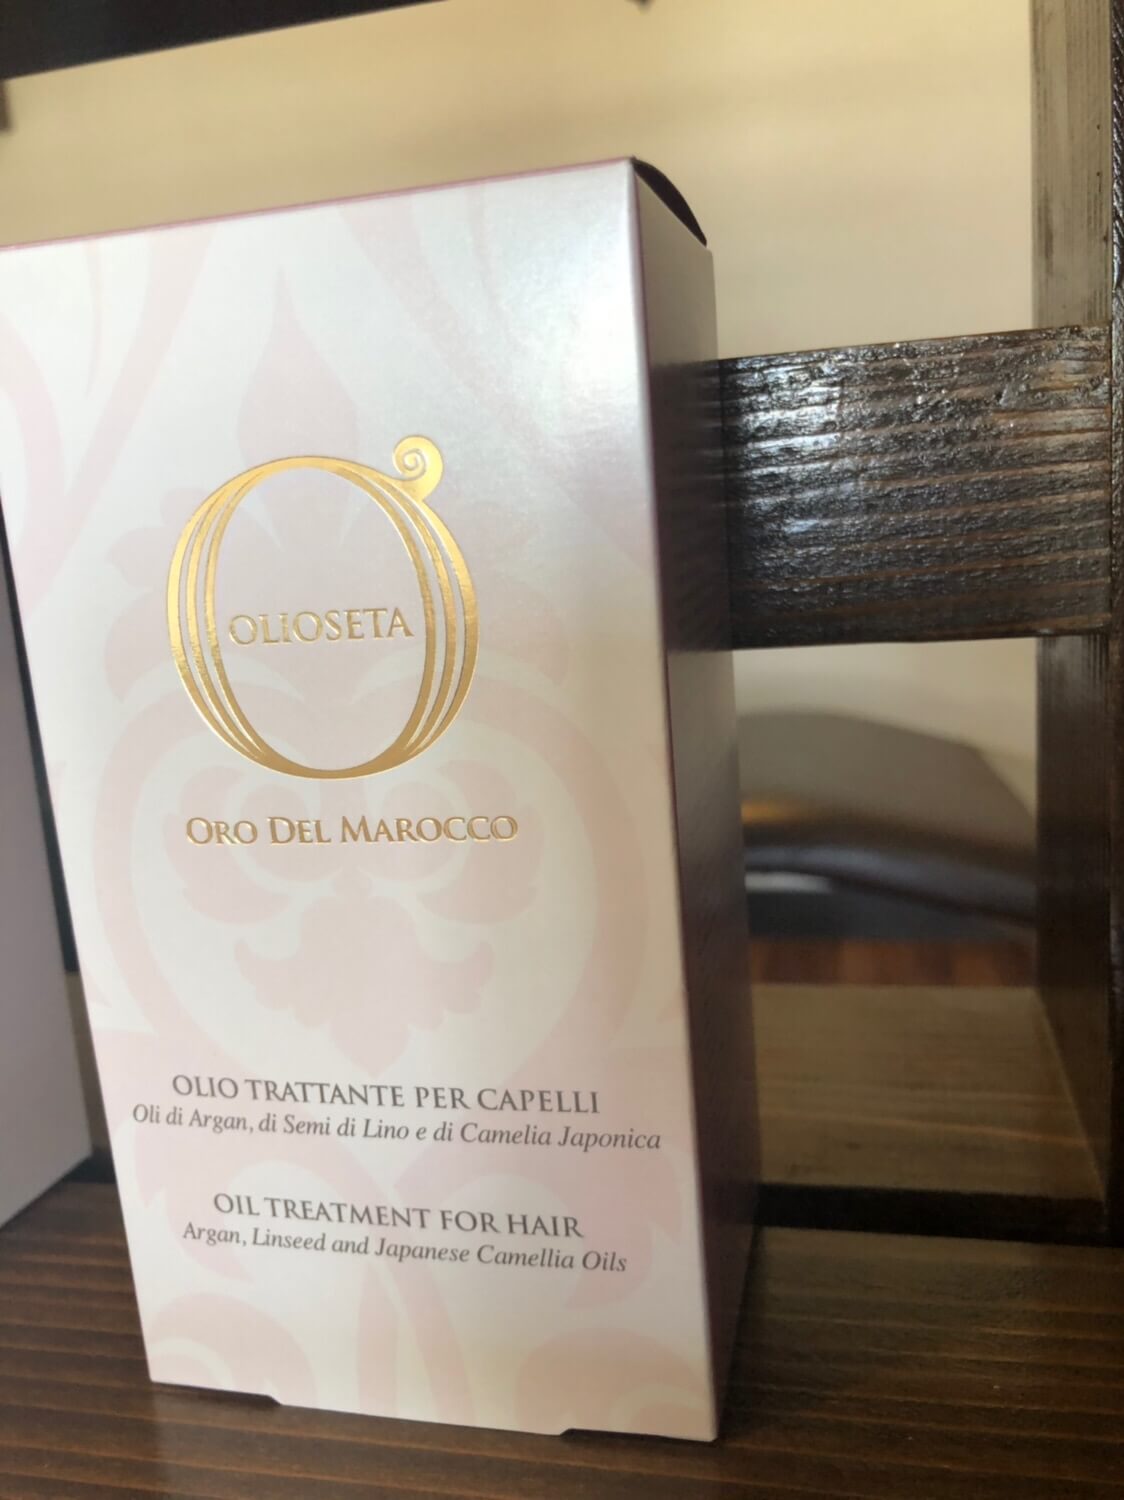 OLIOSETA
ORO DEL MAROCCO
OLIO TRATTANTE PER CAPELLI
Oli di Argan, di Semi di Lino e di Camelia Japonica
OIL TREATMENT FOR HAIR
Argan, Linseed and Japanese Camellia Oils